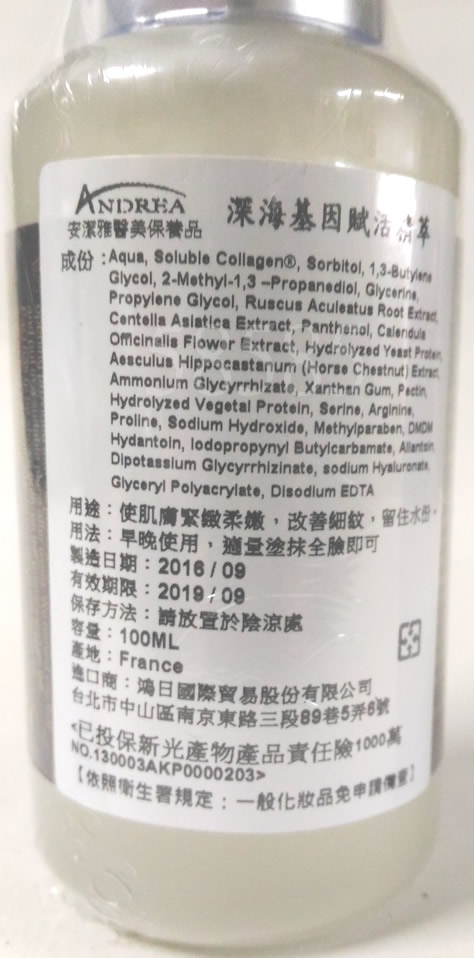 ANDREA
安潔雅醫美保養品
深海基因賦活精萃
成份：Aqua, Soluble Collagen®, Sorbitol, 1,3-Butylene
Glycol, 2-Methyl-1,3 –Propanediol, Glycerine,
Propylene Glycol, Ruscus Aculeatus Root Extract,
Centella Asiatica Extract, Panthenol, Calendula
Officinalis Flower Extract, Hydrolyzed Yeast Protein,
Aesculus Hippocastanum (Horse Chestnut) Extract,
Ammonium Glycyrrhizate, Xanthan Gum, Pectin,
Hydrolyzed Vegetal Protein, Serine, Arginine,
Proline, Sodium Hydroxide, Methylparaben, DMDM
Hydantoin, Iodopropynyl Butylcarbamate, Allantoin,
Dipotassium Glycyrrhizinate, sodium Hyaluronate,
Glyceryl Polyacrylate, Disodium EDTA
用途：使肌膚緊緻柔嫩，改善細紋，留住水份。
用法：早晚使用，適量塗抹全臉即可
製造日期：2016 / 09
有效期限：2019 / 09
保存方法：請放置於陰涼處
容量：100ML
產地：France
進口商：鴻日國際貿易股份有限公司
台北市中山區南京東路三段89巷5弄6號
<已投保新光產物產品責任險1000萬
NO.130003AKP0000203>
【依照衛生署規定：一般化妝品免申請備查】